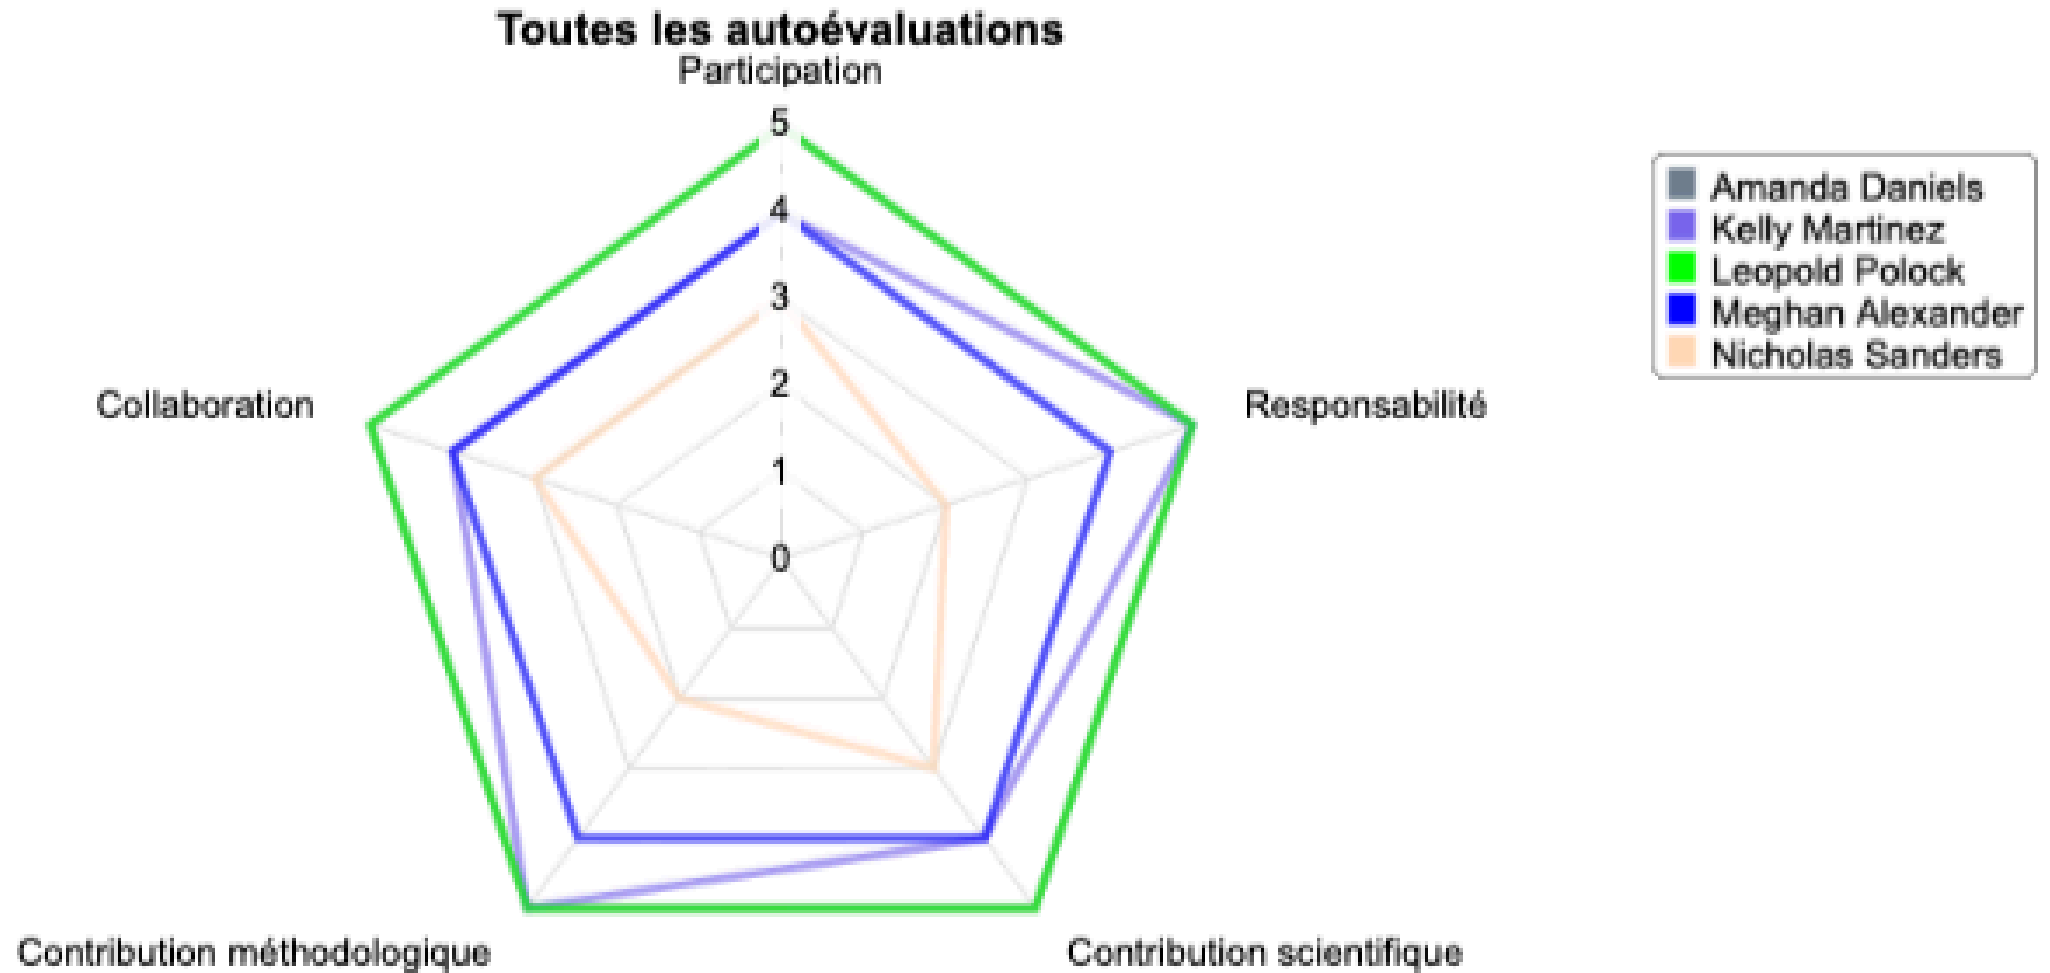 Toutes les autoévaluations
Participation
5
4
3
2
1
0
Collaboration
Responsabilité
Contribution méthodologique
Contribution scientifique
Amanda Daniels
Kelly Martinez
Leopold Polock
Meghan Alexander
Nicholas Sanders